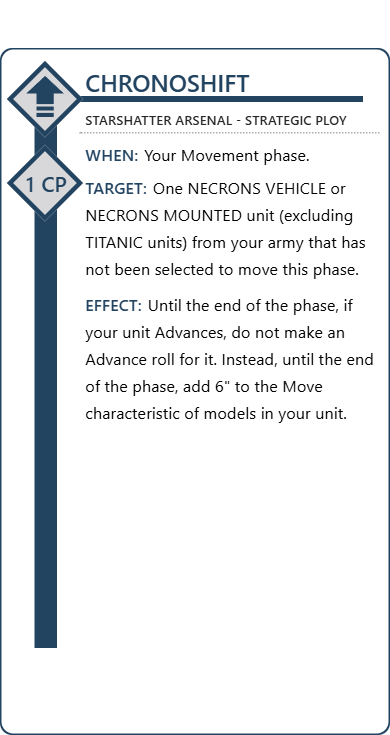 CHRONOSHIFT
STARSHATTER ARSENAL - STRATEGIC PLOY
WHEN: Your Movement phase.
1 CP
TARGET: One NECRONS VEHICLE or
NECRONS MOUNTED unit (excluding
TITANIC units) from your army that has
not been selected to move this phase.
EFFECT: Until the end of the phase, if
your unit Advances, do not make an
Advance roll for it. Instead, until the end
of the phase, add 6" to the Move
characteristic of models in your unit.